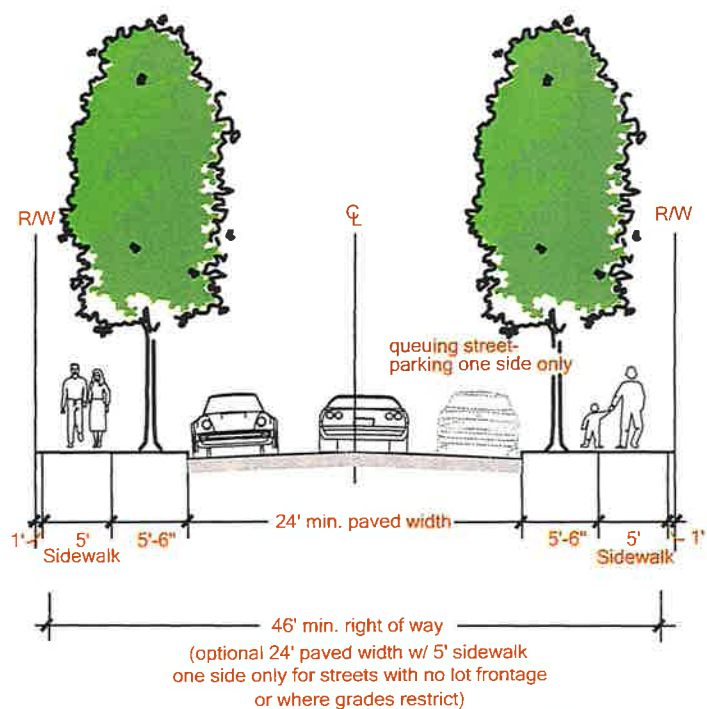 R/W
℄
R/W
queuing street-
parking one side only
24' min. paved width
1'
5'
5'-6"
5'-6"
5'
1'
Sidewalk
Sidewalk
46' min. right of way
(optional 24' paved width w/ 5' sidewalk
one side only for streets with no lot frontage
or where grades restrict)